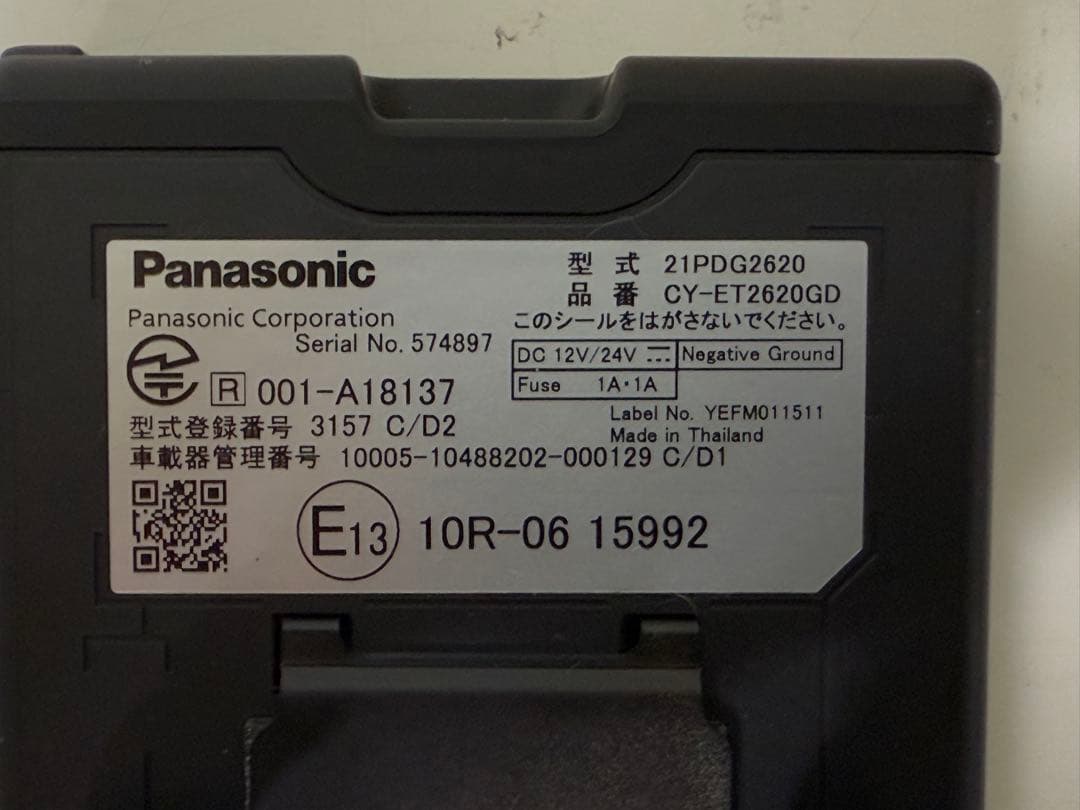 Panasonic
Panasonic Corporation
Serial No. 574897
R 001-A18137
型式登録番号 3157 C/D2
車載器管理番号 10005-10488202-000129 C/D1
型 式 21PDG2620
品 番 CY-ET2620GD
このシールをはがさないでください。
DC 12V/24V Negative Ground
Fuse 1A・1A
Label No. YEFM011511
Made in Thailand
E13 10R-06 15992